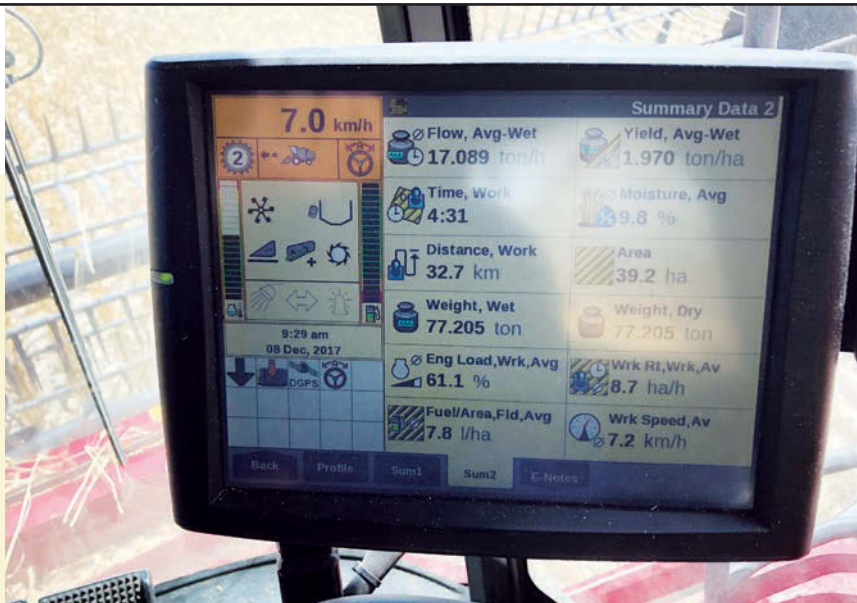 Summary Data 2
7.0 km/h
2
Flow, Avg-Wet
17.089 ton/h
Yield, Avg-Wet
1.970 ton/ha
Time, Work
4:31
Moisture, Avg
9.8 %
Distance, Work
32.7 km
Area
39.2 ha
Weight, Wet
77.205 ton
Weight, Dry
77.205 ton
Eng Load,Wrk,Avg
61.1 %
Wrk Rt,Wrk,Av
8.7 ha/h
Fuel/Area,Fld,Avg
7.8 l/ha
Wrk Speed,Av
7.2 km/h
9:29 am
08 Dec, 2017
DGPS
Back
Profile
Sum1
Sum2
E-Notes